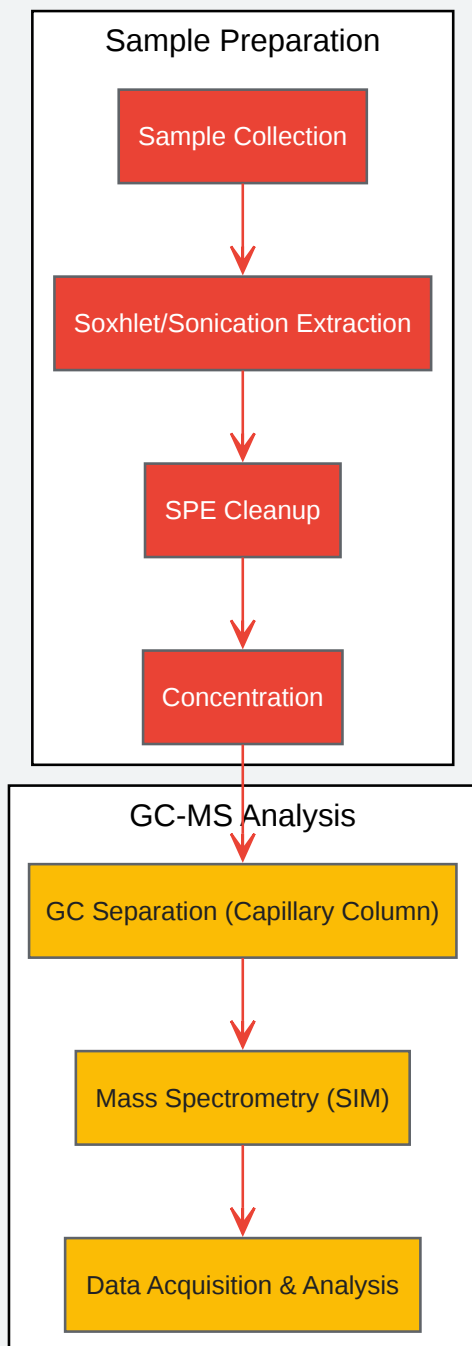 Sample Preparation
Sample Collection
Soxhlet/Sonication Extraction
SPE Cleanup
Concentration
GC-MS Analysis
GC Separation (Capillary Column)
Mass Spectrometry (SIM)
Data Acquisition & Analysis